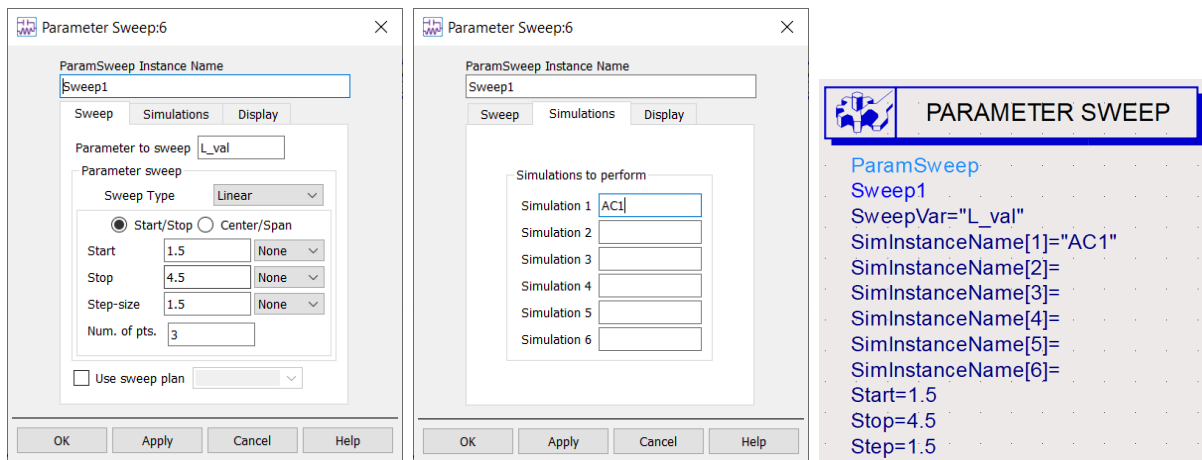 Parameter Sweep:6
ParamSweep Instance Name
Sweep1
Sweep Simulations Display
Parameter to sweep L_val
Parameter sweep
Sweep Type Linear
Start/Stop Center/Span
Start 1.5 None
Stop 4.5 None
Step-size 1.5 None
Num. of pts. 3
Use sweep plan
OK Apply Cancel Help
Parameter Sweep:6
ParamSweep Instance Name
Sweep1
Sweep Simulations Display
Simulations to perform
Simulation 1 AC1
Simulation 2
Simulation 3
Simulation 4
Simulation 5
Simulation 6
OK Apply Cancel Help
PARAMETER SWEEP
ParamSweep
Sweep1
SweepVar="L_val"
SimInstanceName[1]="AC1"
SimInstanceName[2]=
SimInstanceName[3]=
SimInstanceName[4]=
SimInstanceName[5]=
SimInstanceName[6]=
Start=1.5
Stop=4.5
Step=1.5